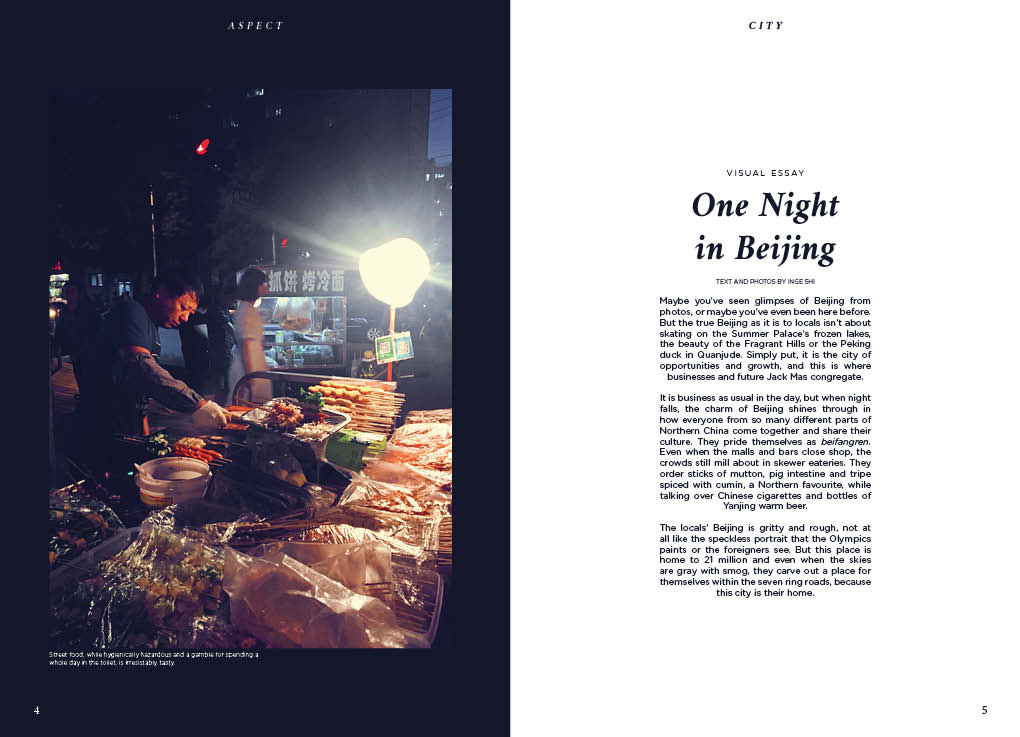 ASPECT
抓饼 烤冷面
Street food, while hygienically hazardous and a gamble for spending a
whole day in the toilet, is irresistably tasty.
4
CITY
VISUAL ESSAY
One Night
in Beijing
TEXT AND PHOTOS BY INGE SHI
Maybe you've seen glimpses of Beijing from
photos, or maybe you've even been here before.
But the true Beijing as it is to locals isn't about
skating on the Summer Palace's frozen lakes,
the beauty of the Fragrant Hills or the Peking
duck in Quanjude. Simply put, it is the city of
opportunities and growth, and this is where
businesses and future Jack Mas congregate.
It is business as usual in the day, but when night
falls, the charm of Beijing shines through in
how everyone from so many different parts of
Northern China come together and share their
culture. They pride themselves as beifangren.
Even when the malls and bars close shop, the
crowds still mill about in skewer eateries. They
order sticks of mutton, pig intestine and tripe
spiced with cumin, a Northern favourite, while
talking over Chinese cigarettes and bottles of
Yanjing warm beer.
The locals' Beijing is gritty and rough, not at
all like the speckless portrait that the Olympics
paints or the foreigners see. But this place is
home to 21 million and even when the skies
are gray with smog, they carve out a place for
themselves within the seven ring roads, because
this city is their home.
5